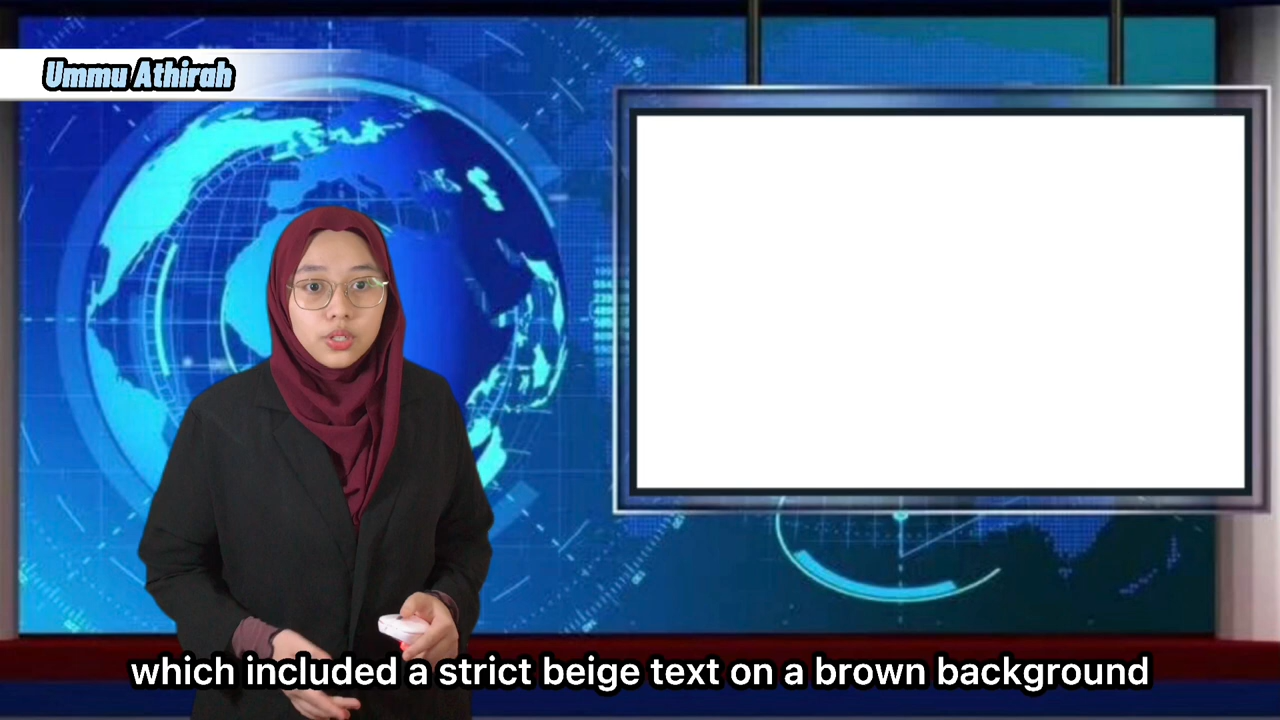 Ummu Athirah
which included a strict beige text on a brown background